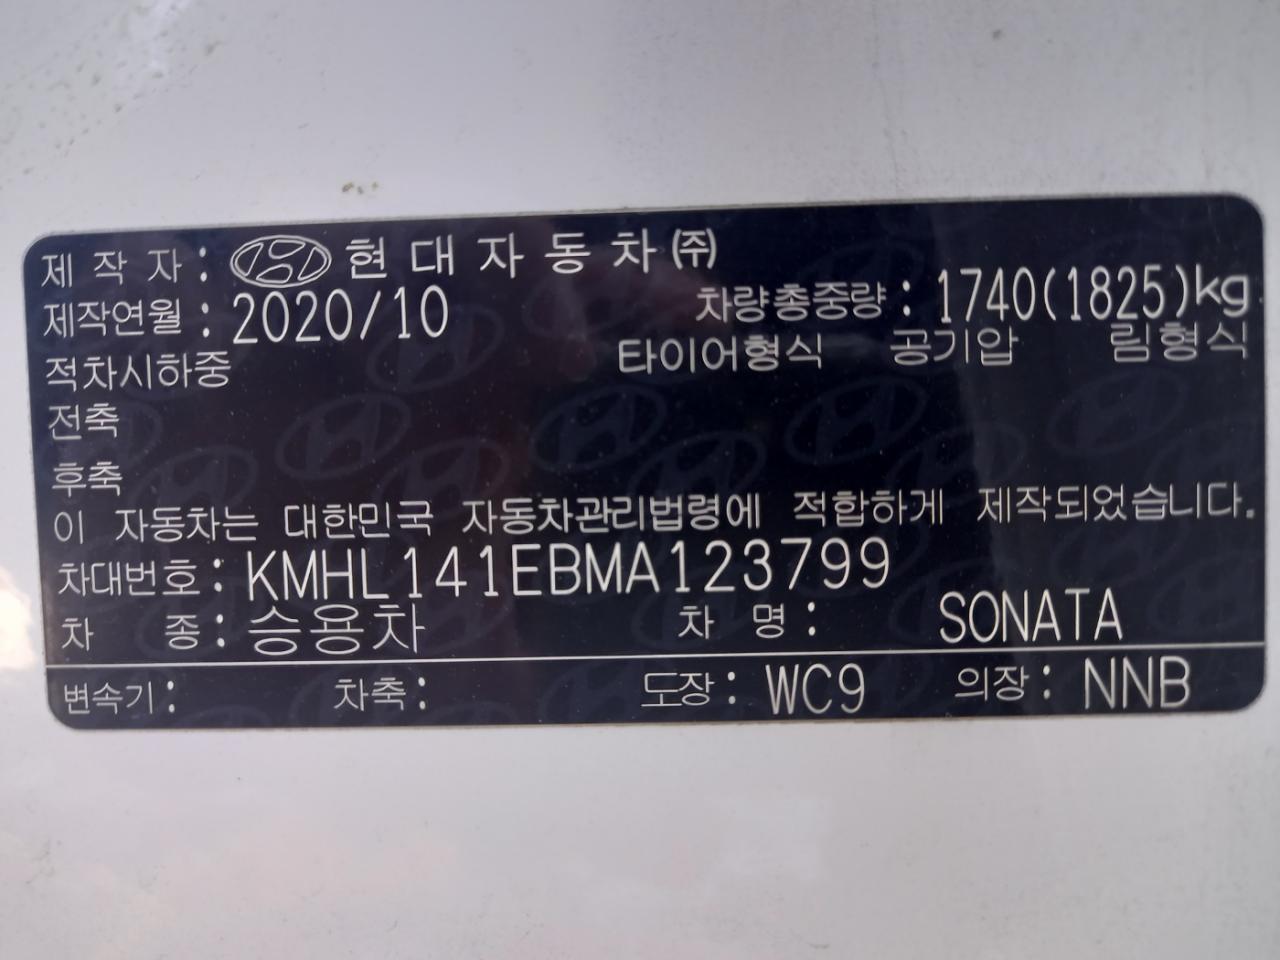 제 작 자 : 현 대 자 동 차 ㈜
제작연월 : 2020/10 차량총중량 : 1740(1825)kg
적차시하중 타이어형식 공기압 림형식
전축
후축
이 자동차는 대한민국 자동차관리법령에 적합하게 제작되었습니다.
차대번호 : KMHL141EBMA123799
차 종 : 승용차 차 명 : SONATA
변속기 : 차축 : 도장 : WC9 의장 : NNB